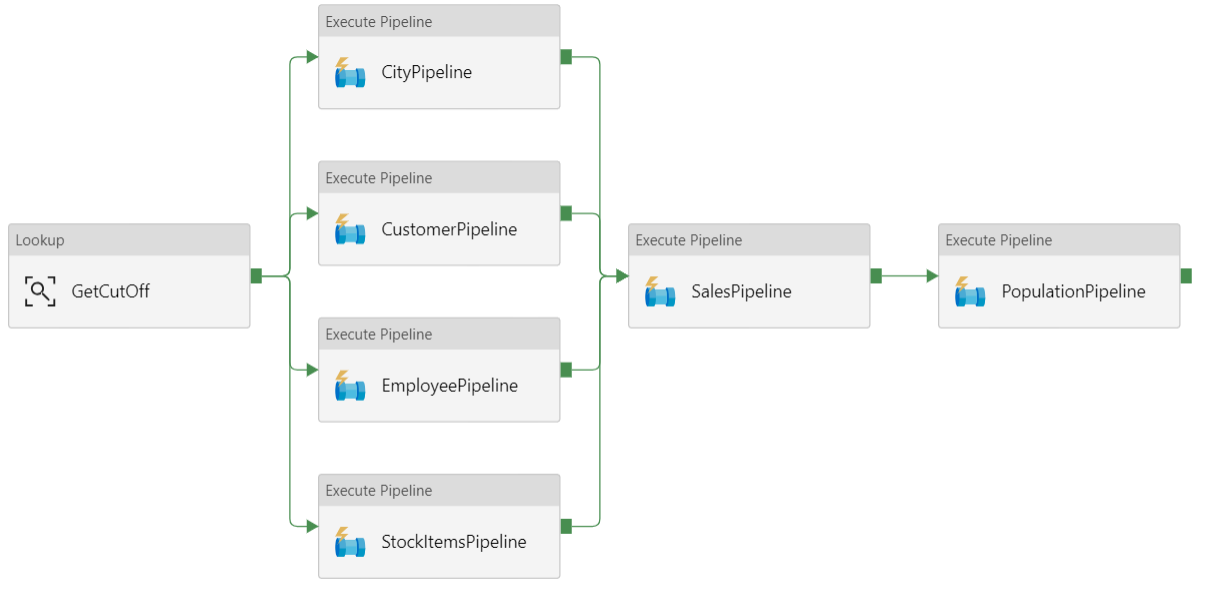 Lookup
GetCutOff
Execute Pipeline
CityPipeline
Execute Pipeline
CustomerPipeline
Execute Pipeline
EmployeePipeline
Execute Pipeline
StockItemsPipeline
Execute Pipeline
SalesPipeline
Execute Pipeline
PopulationPipeline